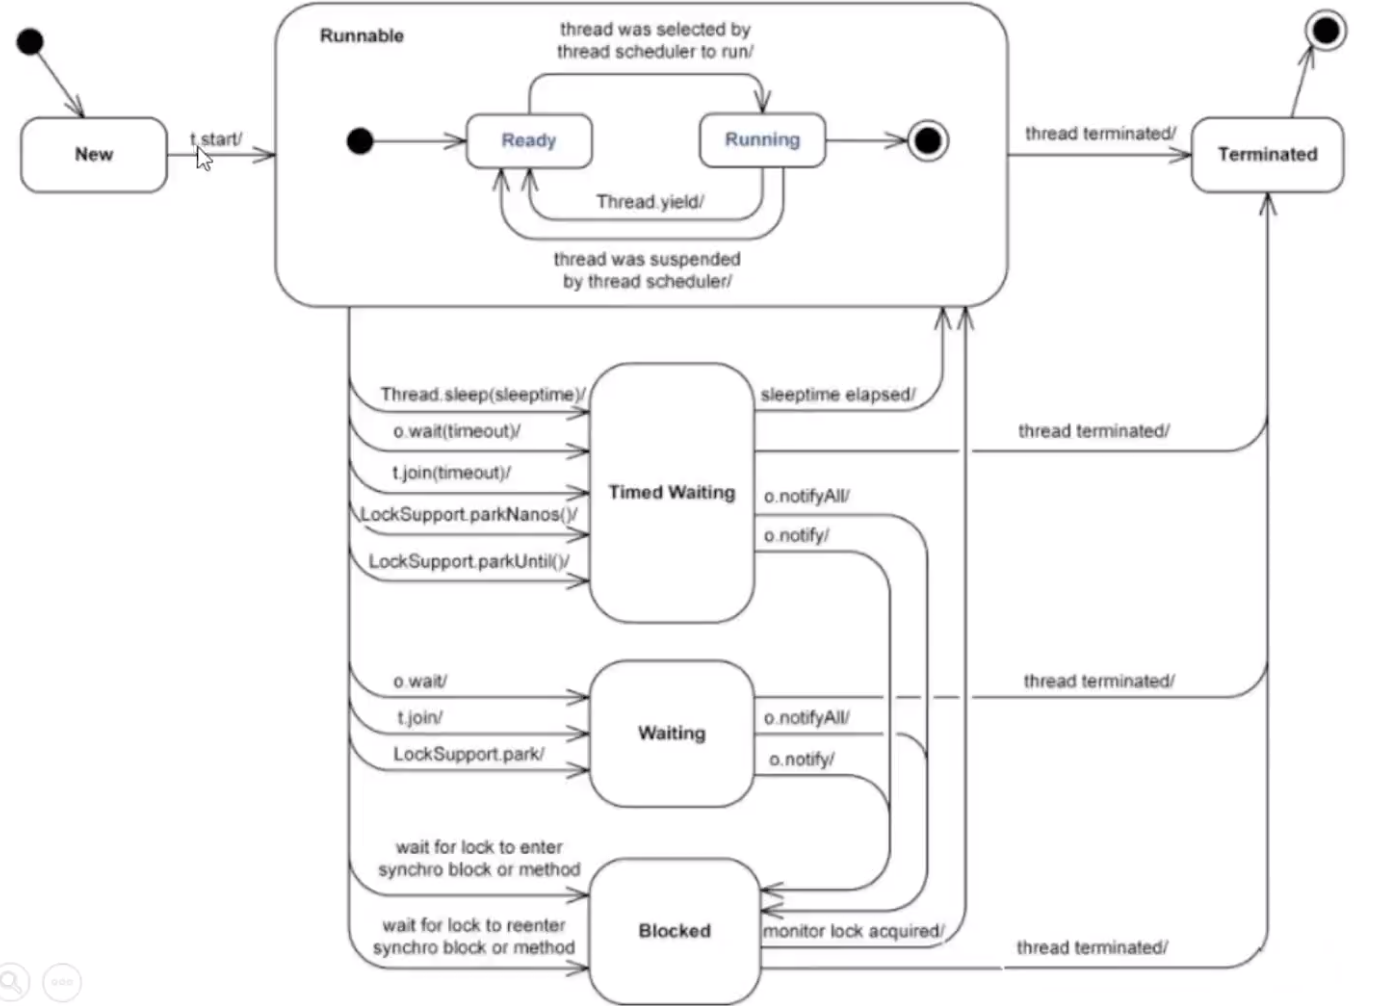 Runnable
thread was selected by
thread scheduler to run/
New
t.start/
Ready
Running
thread terminated/
Terminated
Thread.yield/
thread was suspended
by thread scheduler/
Thread.sleep(sleeptime)/
sleeptime elapsed/
o.wait(timeout)/
thread terminated/
t.join(timeout)/
Timed Waiting
o.notifyAll/
LockSupport.parkNanos()/
o.notify/
LockSupport.parkUntil()/
o.wait/
thread terminated/
t.join/
o.notifyAll/
Waiting
LockSupport.park/
o.notify/
wait for lock to enter
synchro block or method
wait for lock to reenter
synchro block or method
Blocked
monitor lock acquired/
thread terminated/